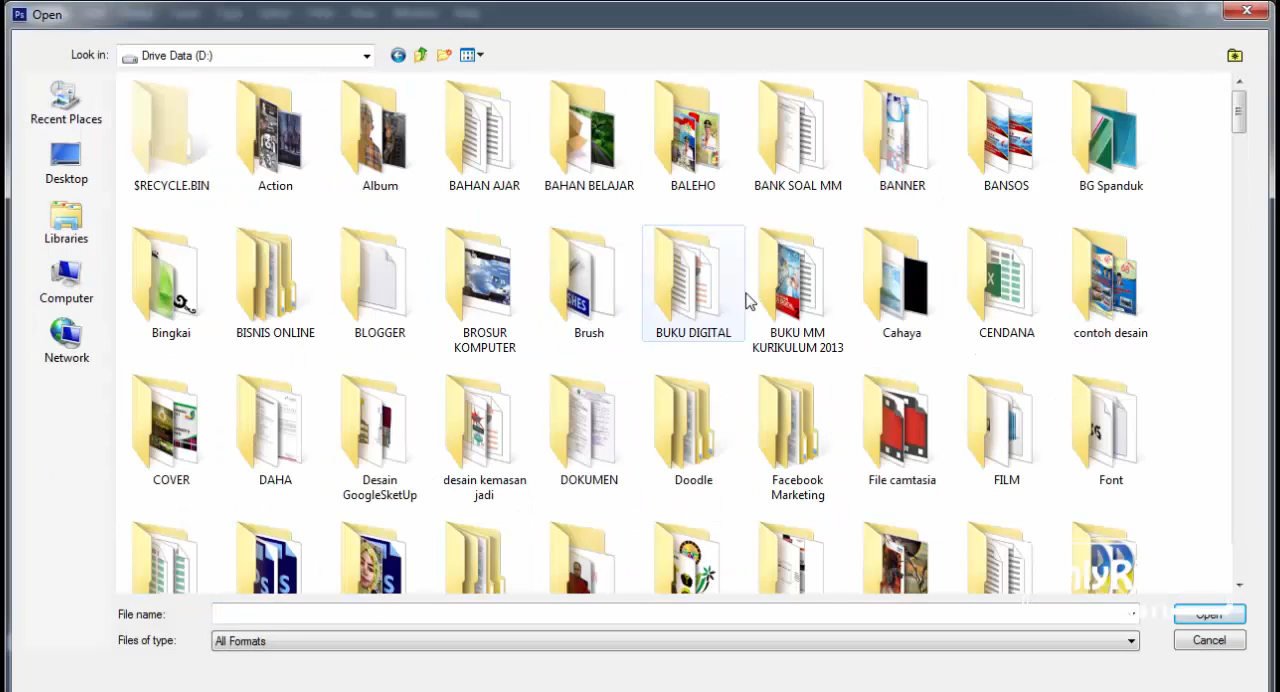 Ps Open
Look in: Drive Data (D:)
Recent Places
Desktop
Libraries
Computer
Network
$RECYCLE.BIN
Action
Album
BAHAN AJAR
BAHAN BELAJAR
BALEHO
BANK SOAL MM
BANNER
BANSOS
BG Spanduk
Bingkai
BISNIS ONLINE
BLOGGER
BROSUR
KOMPUTER
Brush
BUKU DIGITAL
BUKU MM
KURIKULUM 2013
Cahaya
CENDANA
contoh desain
COVER
DAHA
Desain
GoogleSketUp
desain kemasan
jadi
DOKUMEN
Doodle
Facebook
Marketing
File camtasia
FILM
Font
File name:
Open
Files of type: All Formats
Cancel